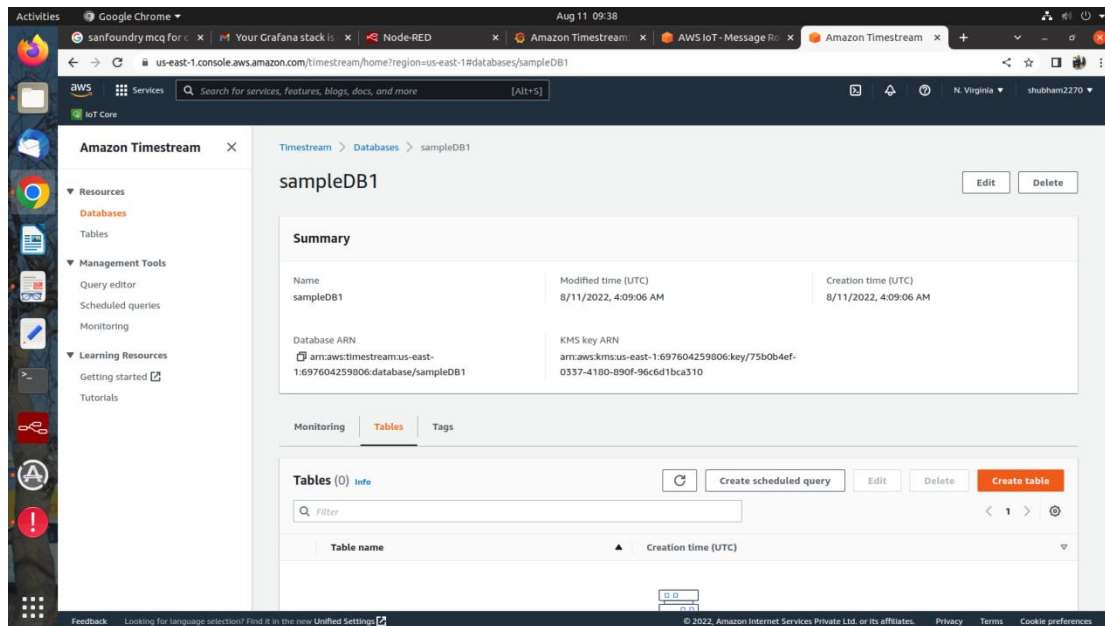 Activities Google Chrome Aug 11 09:38
sanfoundry mcq for c Your Grafana stack is Node-RED Amazon Timestream: AWS IoT - Message Ro Amazon Timestream
us-east-1.console.aws.amazon.com/timestream/home?region=us-east-1#databases/sampleDB1
aws Services Search for services, features, blogs, docs, and more [Alt+S] N. Virginia shubham2270
IoT Core
Amazon Timestream
Resources
Databases
Tables
Management Tools
Query editor
Scheduled queries
Monitoring
Learning Resources
Getting started
Tutorials
Timestream > Databases > sampleDB1
sampleDB1 Edit Delete
Summary
Name Modified time (UTC) Creation time (UTC)
sampleDB1 8/11/2022, 4:09:06 AM 8/11/2022, 4:09:06 AM
Database ARN KMS key ARN
arn:aws:timestream:us-east- arn:aws:kms:us-east-1:697604259806:key/75b0b4ef-
1:697604259806:database/sampleDB1 0337-4180-890f-96c6d1bca310
Monitoring Tables Tags
Tables (0) Info Create scheduled query Edit Delete Create table
Filter 1
Table name Creation time (UTC)
Feedback Looking for language selection? Find it in the new Unified Settings © 2022, Amazon Internet Services Private Ltd. or its affiliates. Privacy Terms Cookie preferences